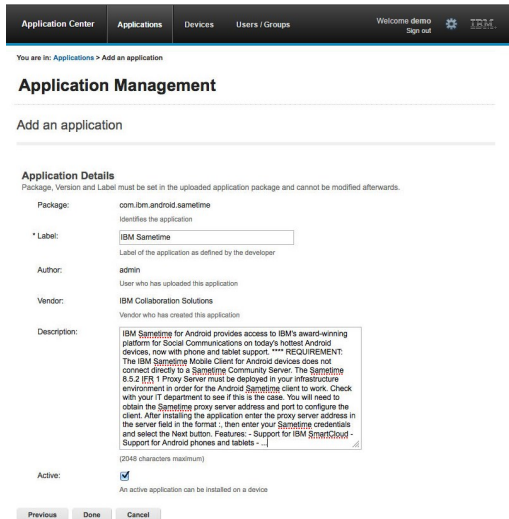 Application Center Applications Devices Users / Groups Welcome demo IBM
Sign out
You are in: Applications > Add an application
Application Management
Add an application
Application Details
Package, Version and Label must be set in the uploaded application package and cannot be modified afterwards.
Package: com.ibm.android.sametime
Identifies the application
* Label: IBM Sametime
Label of the application as defined by the developer
Author: admin
User who has uploaded this application
Vendor: IBM Collaboration Solutions
Vendor who has created this application
Description: IBM Sametime for Android provides access to IBM's award-winning
platform for Social Communications on today's hottest Android
devices, now with phone and tablet support. **** REQUIREMENT:
The IBM Sametime Mobile Client for Android devices does not
connect directly to a Sametime Community Server. The Sametime
8.5.2 IFR 1 Proxy Server must be deployed in your infrastructure
environment in order for the Android Sametime client to work. Check
with your IT department to see if this is the case. You will need to
obtain the Sametime proxy server address and port to configure the
client. After installing the application enter the proxy server address in
the server field in the format :, then enter your Sametime credentials
and select the Next button. Features: - Support for IBM SmartCloud -
Support for Android phones and tablets - ...
(2048 characters maximum)
Active:
An active application can be installed on a device
Previous Done Cancel